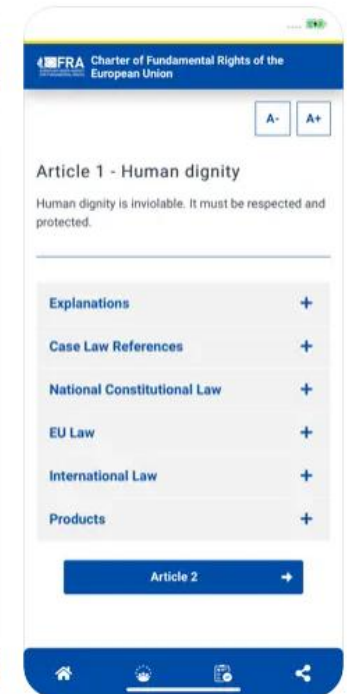 FRA Charter of Fundamental Rights of the
European Union
A- A+
Article 1 - Human dignity
Human dignity is inviolable. It must be respected and
protected.
Explanations +
Case Law References +
National Constitutional Law +
EU Law +
International Law +
Products +
Article 2